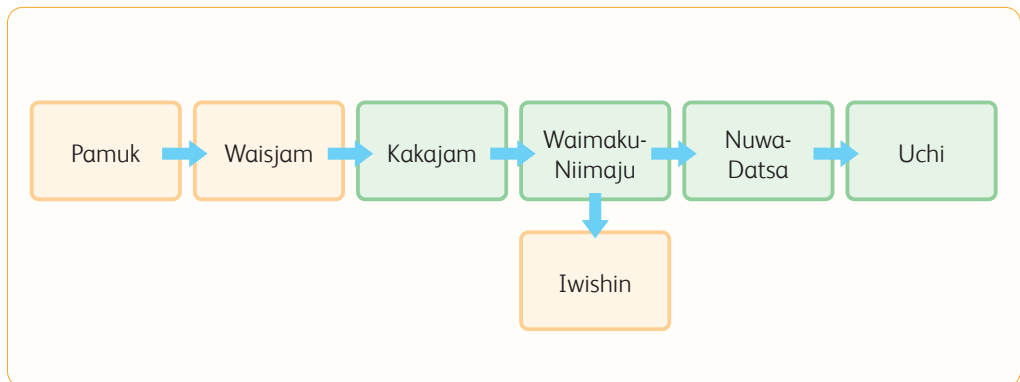 Pamuk
Waisjam
Kakajam
Waimaku-
Niimaju
Nuwa-
Datsa
Uchi
Iwishin